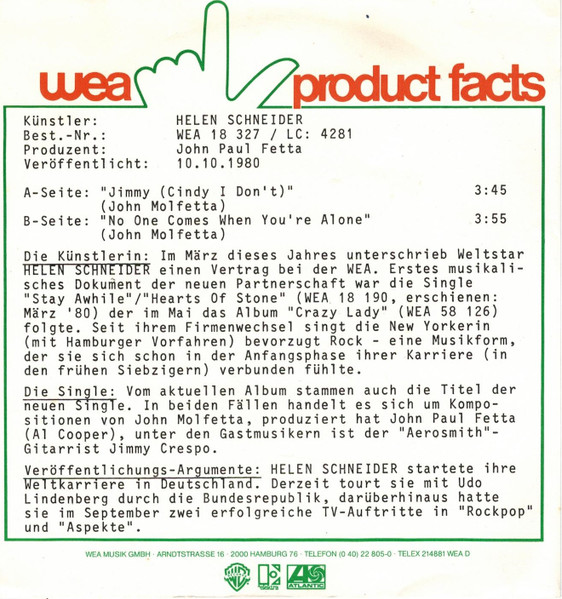 wea product facts
Künstler: HELEN SCHNEIDER
Best.-Nr.: WEA 18 327 / LC: 4281
Produzent: John Paul Fetta
Veröffentlicht: 10.10.1980
A-Seite: "Jimmy (Cindy I Don't)" 3:45
(John Molfetta)
B-Seite: "No One Comes When You're Alone" 3:55
(John Molfetta)
Die Künstlerin: Im März dieses Jahres unterschrieb Weltstar
HELEN SCHNEIDER einen Vertrag bei der WEA. Erstes musikali-
sches Dokument der neuen Partnerschaft war die Single
"Stay Awhile"/"Hearts Of Stone" (WEA 18 190, erschienen:
März '80) der im Mai das Album "Crazy Lady" (WEA 58 126)
folgte. Seit ihrem Firmenwechsel singt die New Yorkerin
(mit Hamburger Vorfahren) bevorzugt Rock - eine Musikform,
der sie sich schon in der Anfangsphase ihrer Karriere (in
den frühen Siebzigern) verbunden fühlte.
Die Single: Vom aktuellen Album stammen auch die Titel der
neuen Single. In beiden Fällen handelt es sich um Kompo-
sitionen von John Molfetta, produziert hat John Paul Fetta
(Al Cooper), unter den Gastmusikern ist der "Aerosmith"-
Gitarrist Jimmy Crespo.
Veröffentlichungs-Argumente: HELEN SCHNEIDER startete ihre
Weltkarriere in Deutschland. Derzeit tourt sie mit Udo
Lindenberg durch die Bundesrepublik, darüberhinaus hatte
sie im September zwei erfolgreiche TV-Auftritte in "Rockpop"
und "Aspekte".
WEA MUSIK GMBH · ARNDTSTRASSE 16 · 2000 HAMBURG 76 · TELEFON (0 40) 22 805-0 · TELEX 214881 WEA D
ATLANTIC